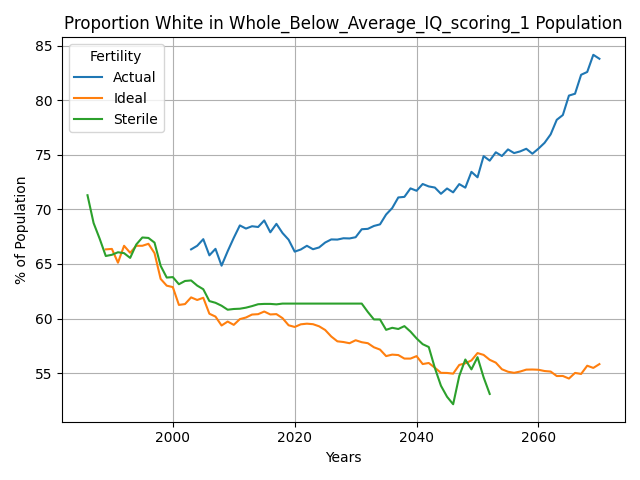 Proportion White in Whole_Below_Average_IQ_scoring_1 Population
85
80
75
70
65
60
55
% of Population
Fertility
Actual
Ideal
Sterile
2000 2020 2040 2060
Years